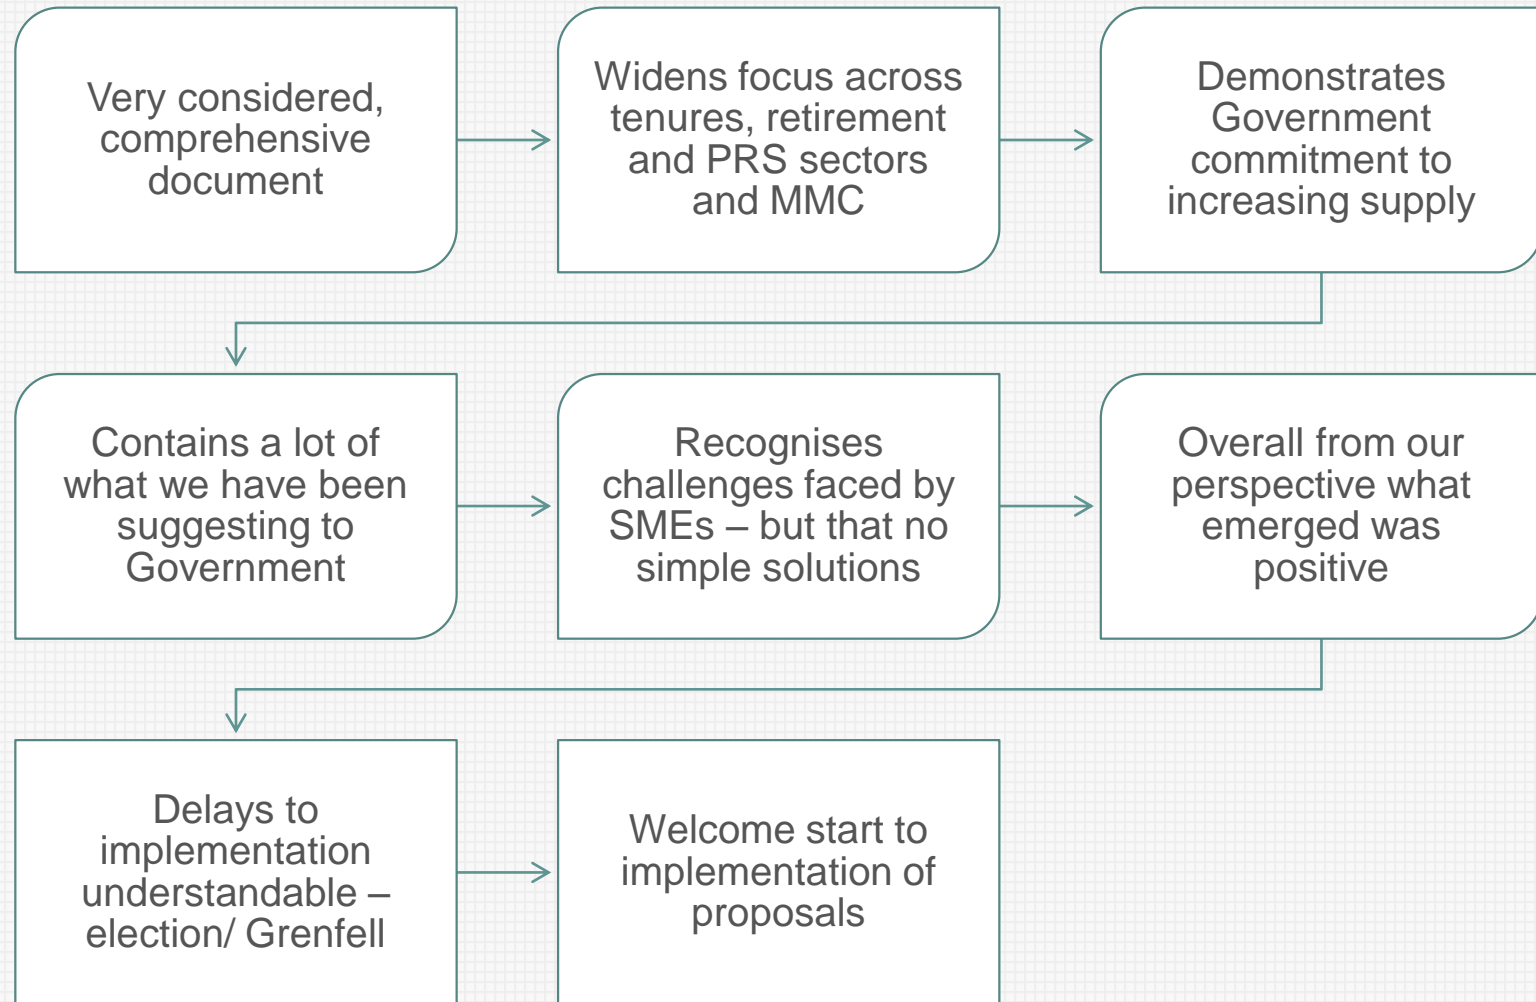 Very considered,
comprehensive
document
Widens focus across
tenures, retirement
and PRS sectors
and MMC
Demonstrates
Government
commitment to
increasing supply
Contains a lot of
what we have been
suggesting to
Government
Recognises
challenges faced by
SMEs – but that no
simple solutions
Overall from our
perspective what
emerged was
positive
Delays to
implementation
understandable –
election/ Grenfell
Welcome start to
implementation of
proposals